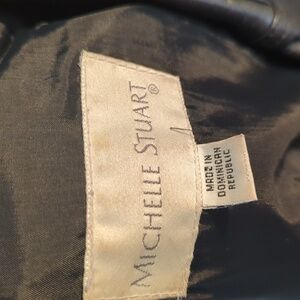 MICHELLE STUART®
MADE IN
DOMINICAN
REPUBLIC